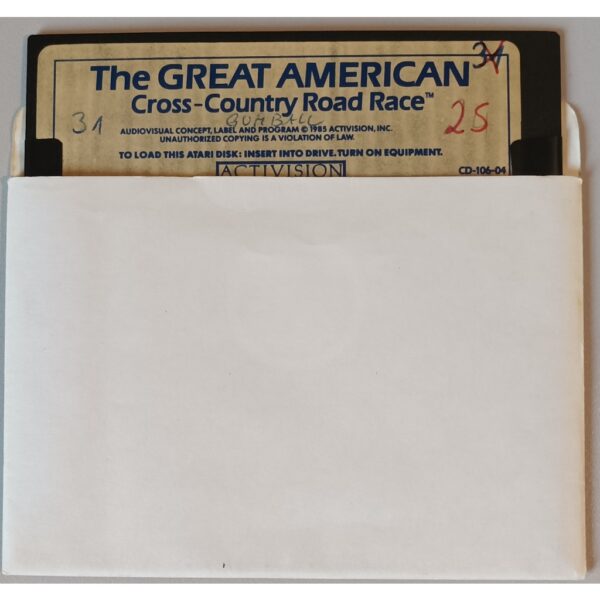 The GREAT AMERICAN 31
Cross-Country Road Race™
31 GUMBALL 25
AUDIOVISUAL CONCEPT, LABEL AND PROGRAM © 1985 ACTIVISION, INC.
UNAUTHORIZED COPYING IS A VIOLATION OF LAW.
TO LOAD THIS ATARI DISK: INSERT INTO DRIVE. TURN ON EQUIPMENT.
ACTIVISION CD-106-04